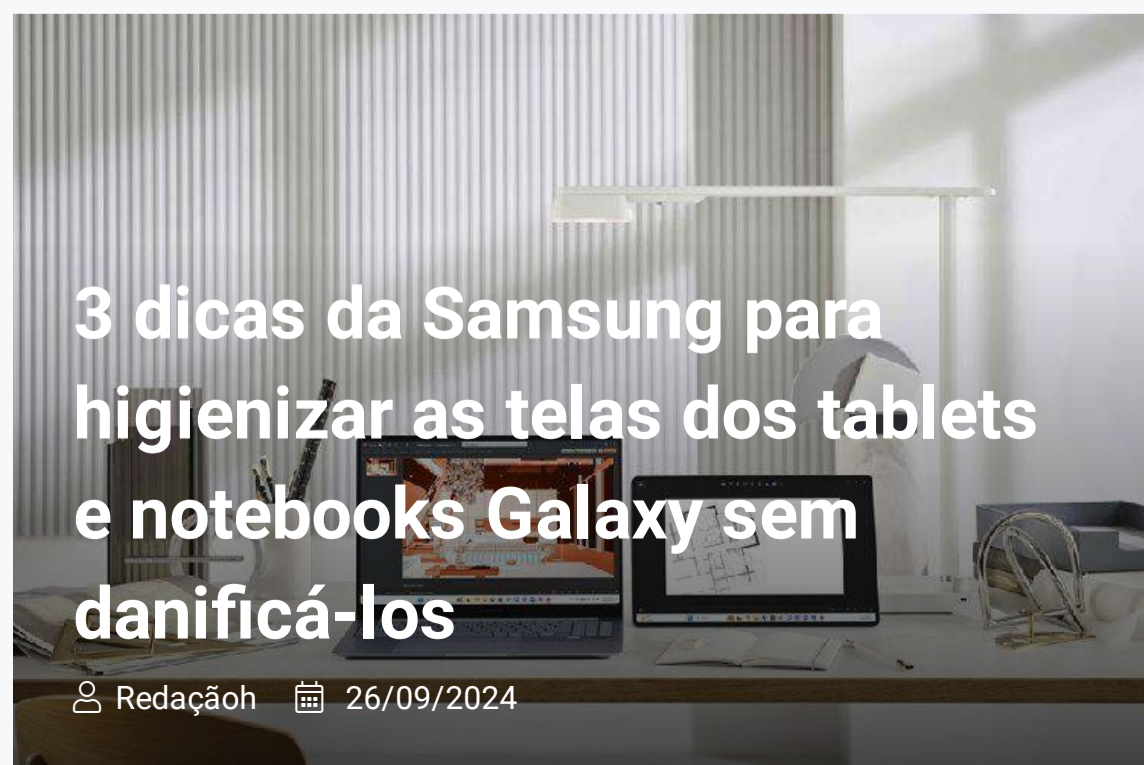 3 dicas da Samsung para
higienizar as telas dos tablets
e notebooks Galaxy sem
danificá-los
Redaçãoh 26/09/2024